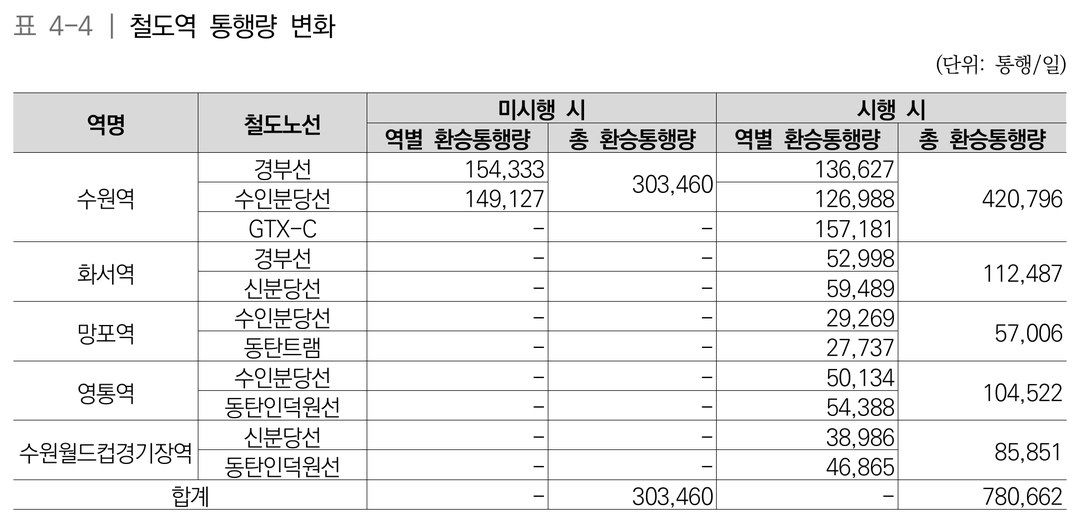 표 4-4 | 철도역 통행량 변화
(단위: 통행/일)
역명 철도노선 미시행 시 시행 시
역별 환승통행량 총 환승통행량 역별 환승통행량 총 환승통행량
수원역 경부선 154,333 303,460 136,627 420,796
수인분당선 149,127 126,988
GTX-C - - 157,181
화서역 경부선 - - 52,998 112,487
신분당선 - - 59,489
망포역 수인분당선 - - 29,269 57,006
동탄트램 - - 27,737
영통역 수인분당선 - - 50,134 104,522
동탄인덕원선 - - 54,388
수원월드컵경기장역 신분당선 - - 38,986 85,851
동탄인덕원선 - - 46,865
합계 - 303,460 - 780,662